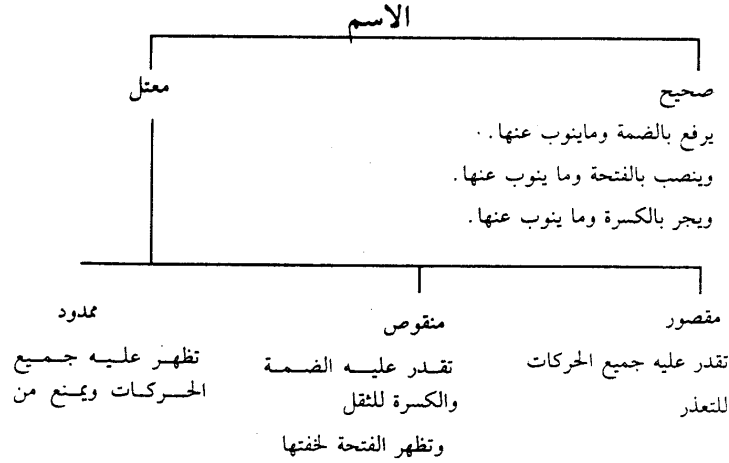 الاسم
صحيح
يرفع بالضمة وماينوب عنها.
وينصب بالفتحة وما ينوب عنها.
ويجر بالكسرة وما ينوب عنها.
معتل
مقصور
تقدر عليه جميع الحركات
للتعذر
منقوص
تقدر عليه الضمة
والكسرة للثقل
وتظهر الفتحة لخفتها
ممدود
تظهر عليه جميع
الحركات ويمنع من